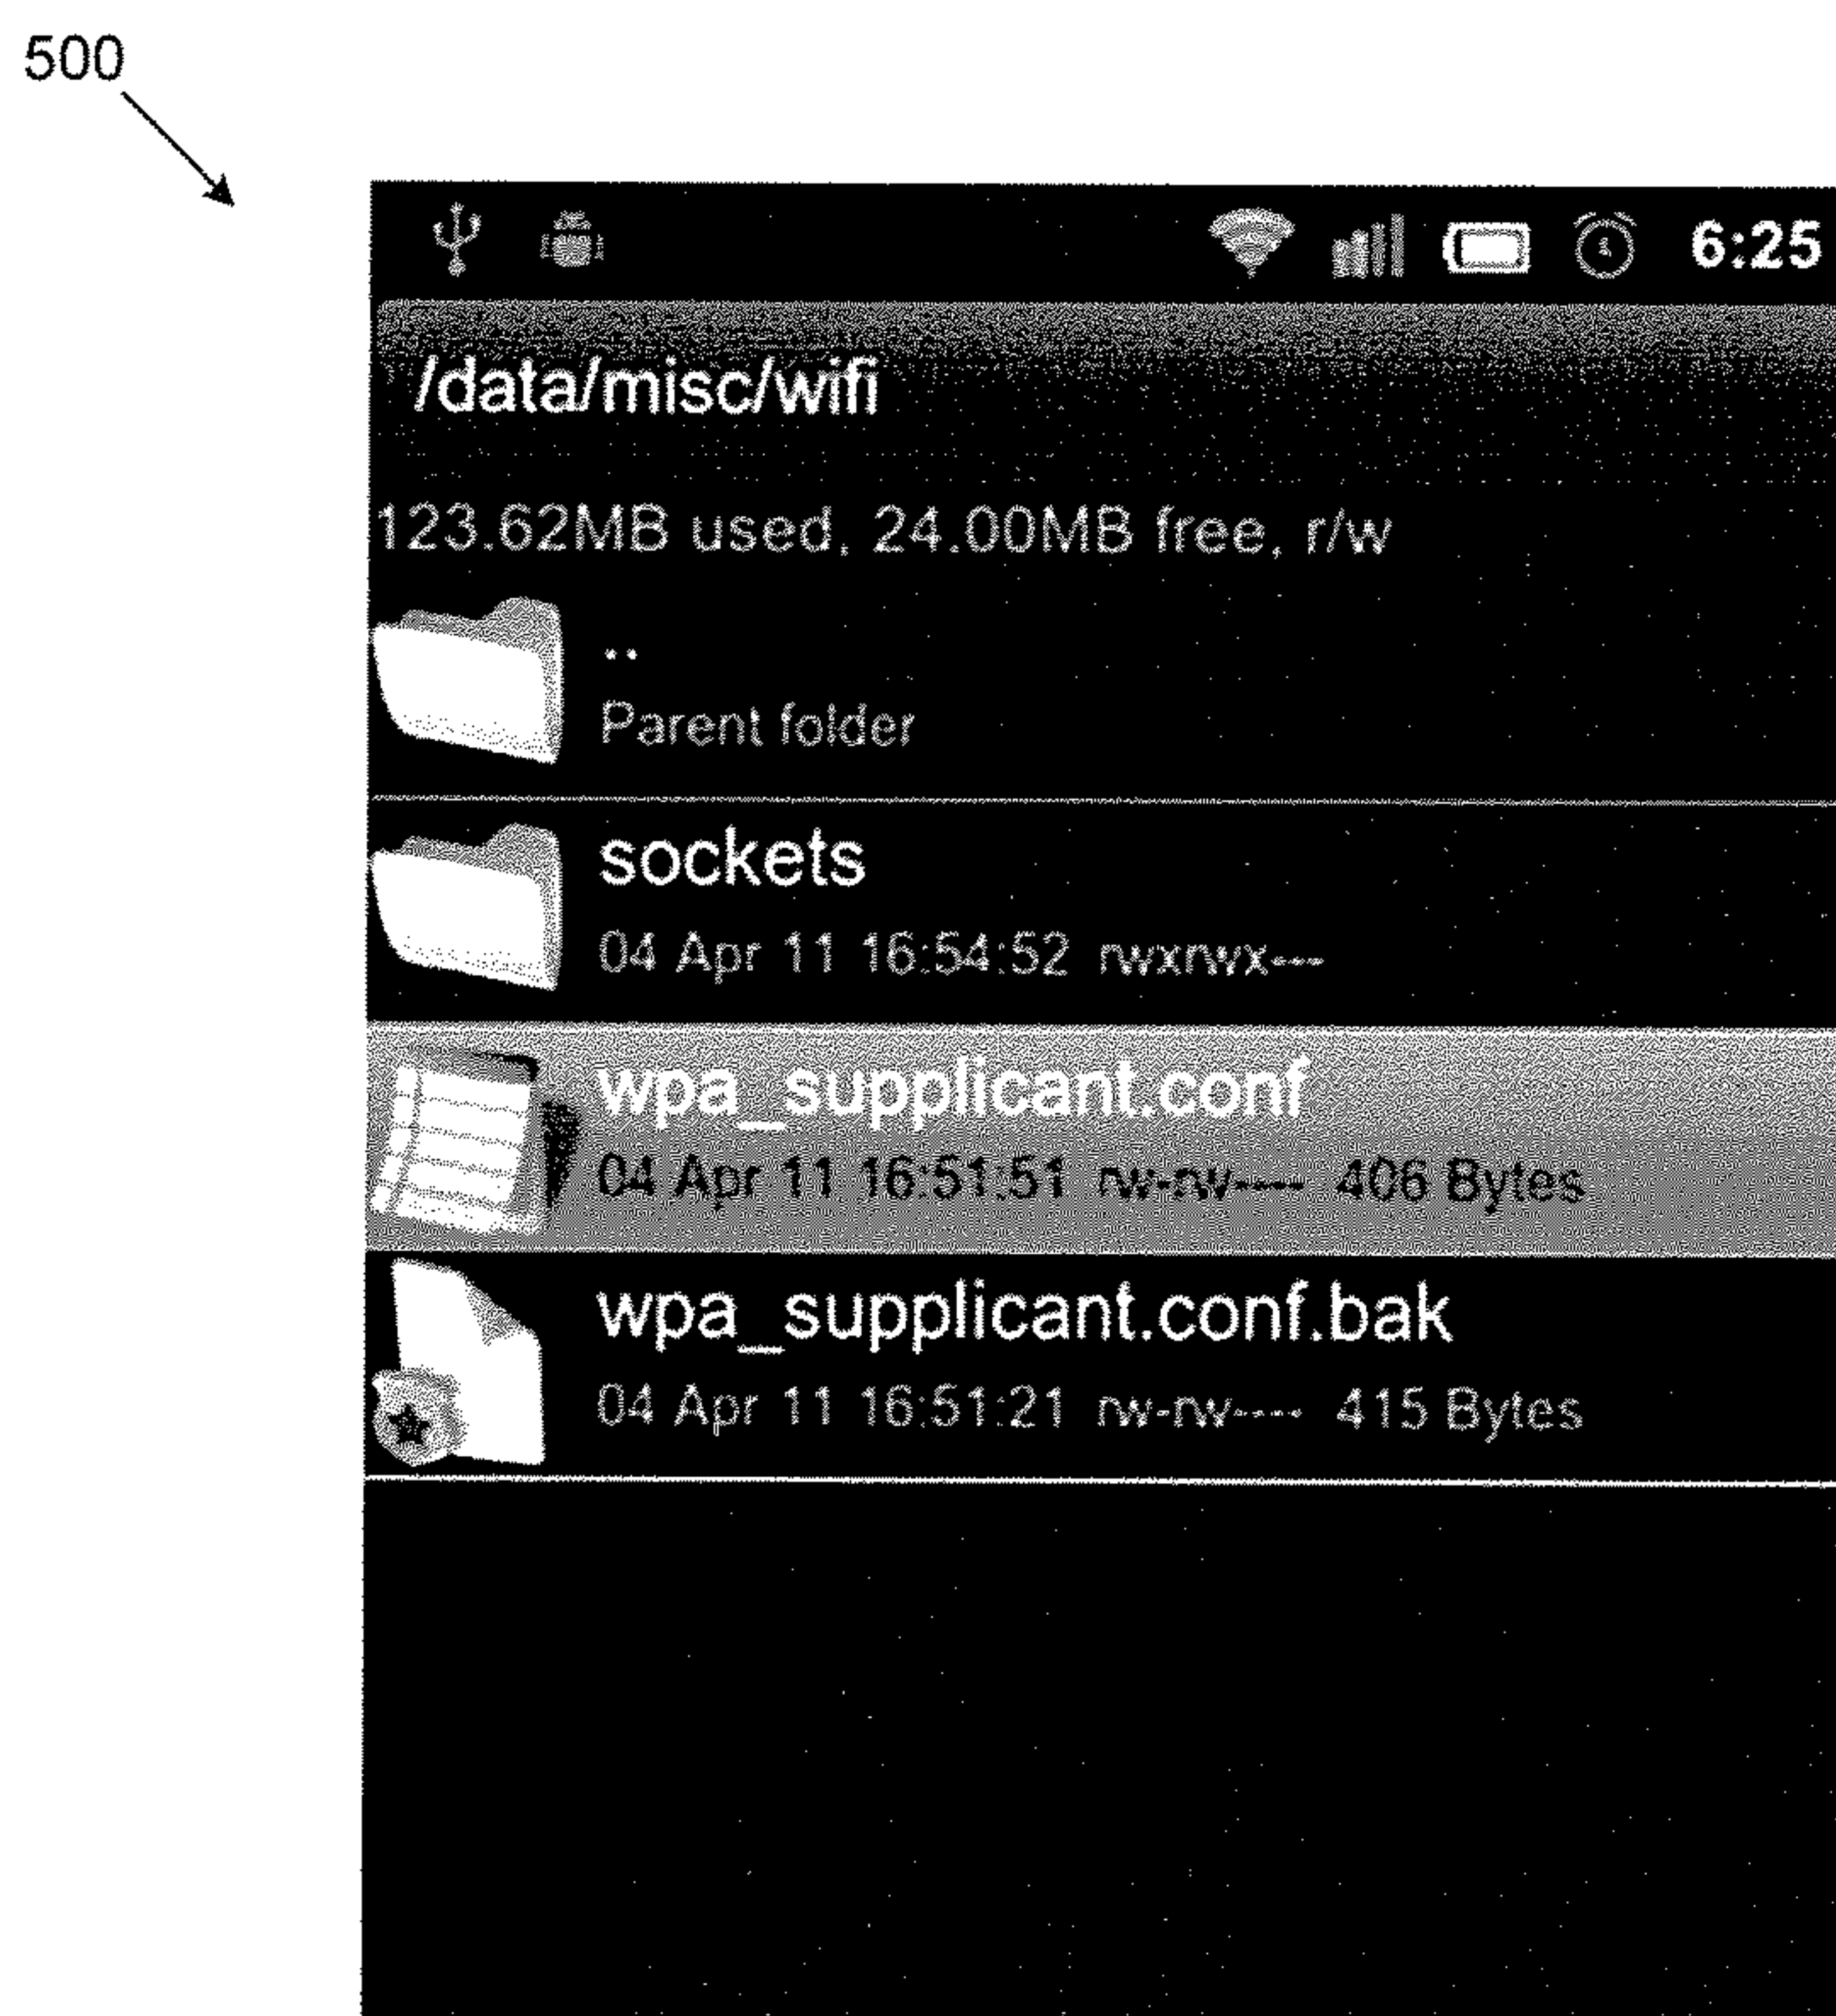 500
6:25
/data/misc/wifi
123.62MB used, 24.00MB free, r/w
..
Parent folder
sockets
04 Apr 11 16:54:52 rwxrwx---
wpa_supplicant.conf
04 Apr 11 16:51:51 rw-rw---- 406 Bytes
wpa_supplicant.conf.bak
04 Apr 11 16:51:21 rw-rw---- 415 Bytes